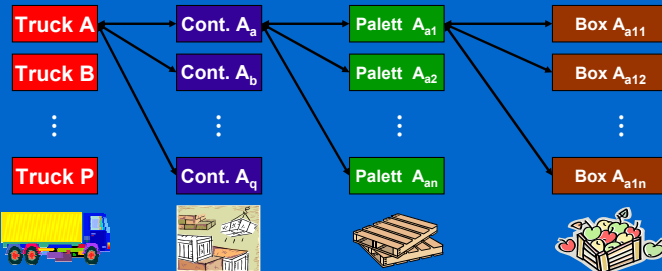 Truck A Cont. Aa Palett Aa1 Box Aa11
Truck B Cont. Ab Palett Aa2 Box Aa12
⋮ ⋮ ⋮ ⋮
Truck P Cont. Aq Palett Aan Box Aa1n